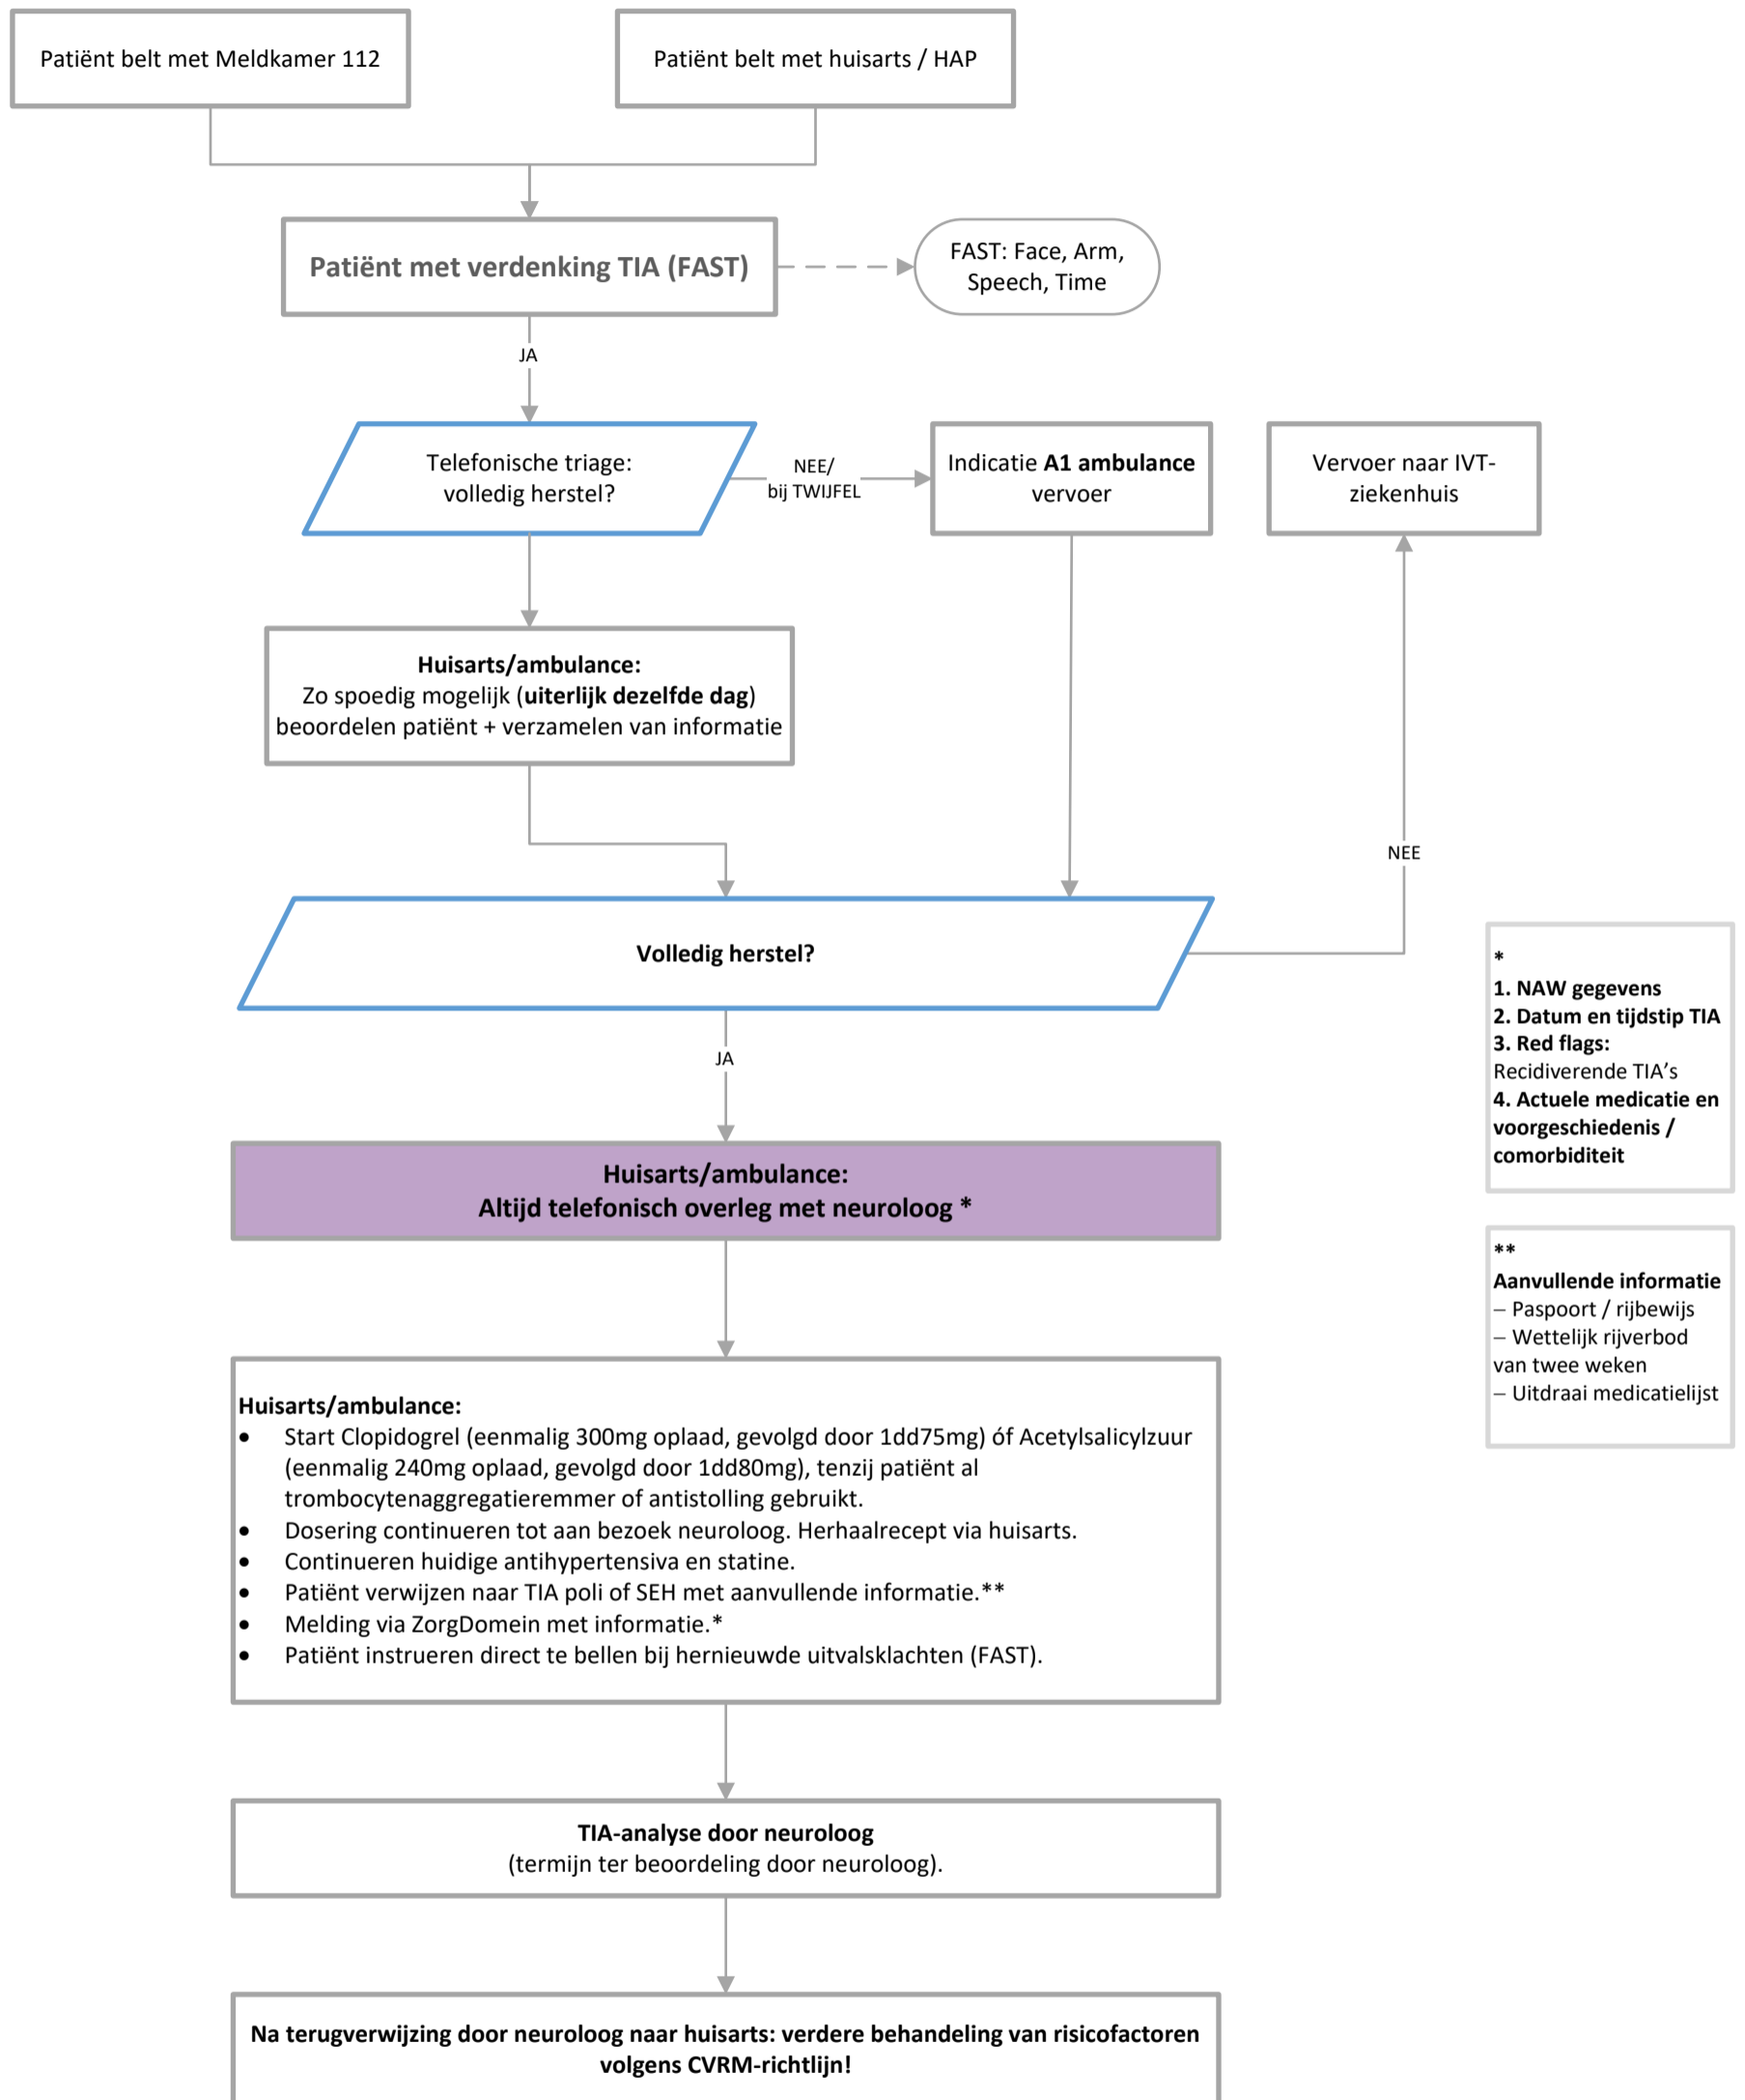 Patiënt belt met Meldkamer 112
Patiënt belt met huisarts / HAP
Patiënt met verdenking TIA (FAST)
FAST: Face, Arm,
Speech, Time
JA
Telefonische triage:
volledig herstel?
NEE/
bij TWIJFEL
Indicatie A1 ambulance
vervoer
Vervoer naar IVT-
ziekenhuis
Huisarts/ambulance:
Zo spoedig mogelijk (uiterlijk dezelfde dag)
beoordelen patiënt + verzamelen van informatie
NEE
Volledig herstel?
JA
*
1. NAW gegevens
2. Datum en tijdstip TIA
3. Red flags:
Recidiverende TIA’s
4. Actuele medicatie en
voorgeschiedenis /
comorbiditeit
Huisarts/ambulance:
Altijd telefonisch overleg met neuroloog *
**
Aanvullende informatie
– Paspoort / rijbewijs
– Wettelijk rijverbod
van twee weken
– Uitdraai medicatielijst
Huisarts/ambulance:
• Start Clopidogrel (eenmalig 300mg oplaad, gevolgd door 1dd75mg) óf Acetylsalicylzuur
(eenmalig 240mg oplaad, gevolgd door 1dd80mg), tenzij patiënt al
trombocytenaggregatieremmer of antistolling gebruikt.
• Dosering continueren tot aan bezoek neuroloog. Herhaalrecept via huisarts.
• Continueren huidige antihypertensiva en statine.
• Patiënt verwijzen naar TIA poli of SEH met aanvullende informatie.**
• Melding via ZorgDomein met informatie.*
• Patiënt instrueren direct te bellen bij hernieuwde uitvalsklachten (FAST).
TIA-analyse door neuroloog
(termijn ter beoordeling door neuroloog).
Na terugverwijzing door neuroloog naar huisarts: verdere behandeling van risicofactoren
volgens CVRM-richtlijn!